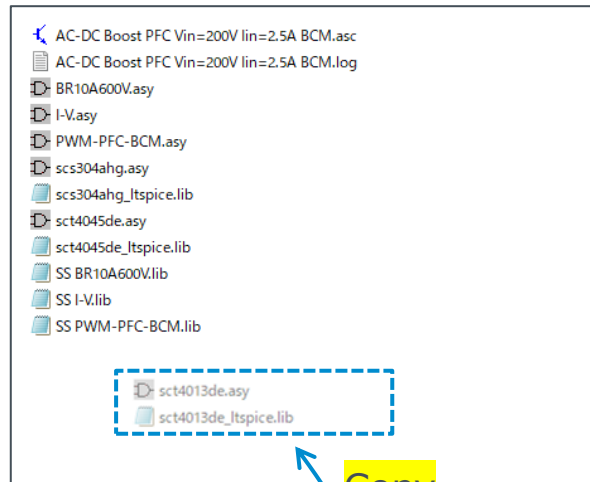 AC-DC Boost PFC Vin=200V Iin=2.5A BCM.asc
AC-DC Boost PFC Vin=200V Iin=2.5A BCM.log
BR10A600V.asy
I-V.asy
PWM-PFC-BCM.asy
scs304ahg.asy
scs304ahg_ltspice.lib
sct4045de.asy
sct4045de_ltspice.lib
SS BR10A600V.lib
SS I-V.lib
SS PWM-PFC-BCM.lib
sct4013de.asy
sct4013de_ltspice.lib
Copy